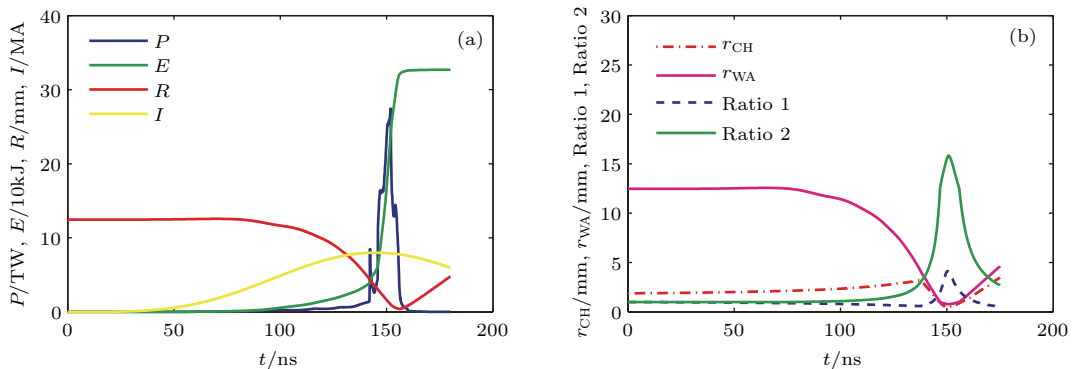 P/TW, E/10kJ, R/mm, I/MA
40
30
20
10
0
0 50 100 150 200
t/ns
(a)
P
E
R
I
rCH/mm, rWA/mm, Ratio 1, Ratio 2
30
25
20
15
10
5
0
0 50 100 150 200
t/ns
(b)
rCH
rWA
Ratio 1
Ratio 2